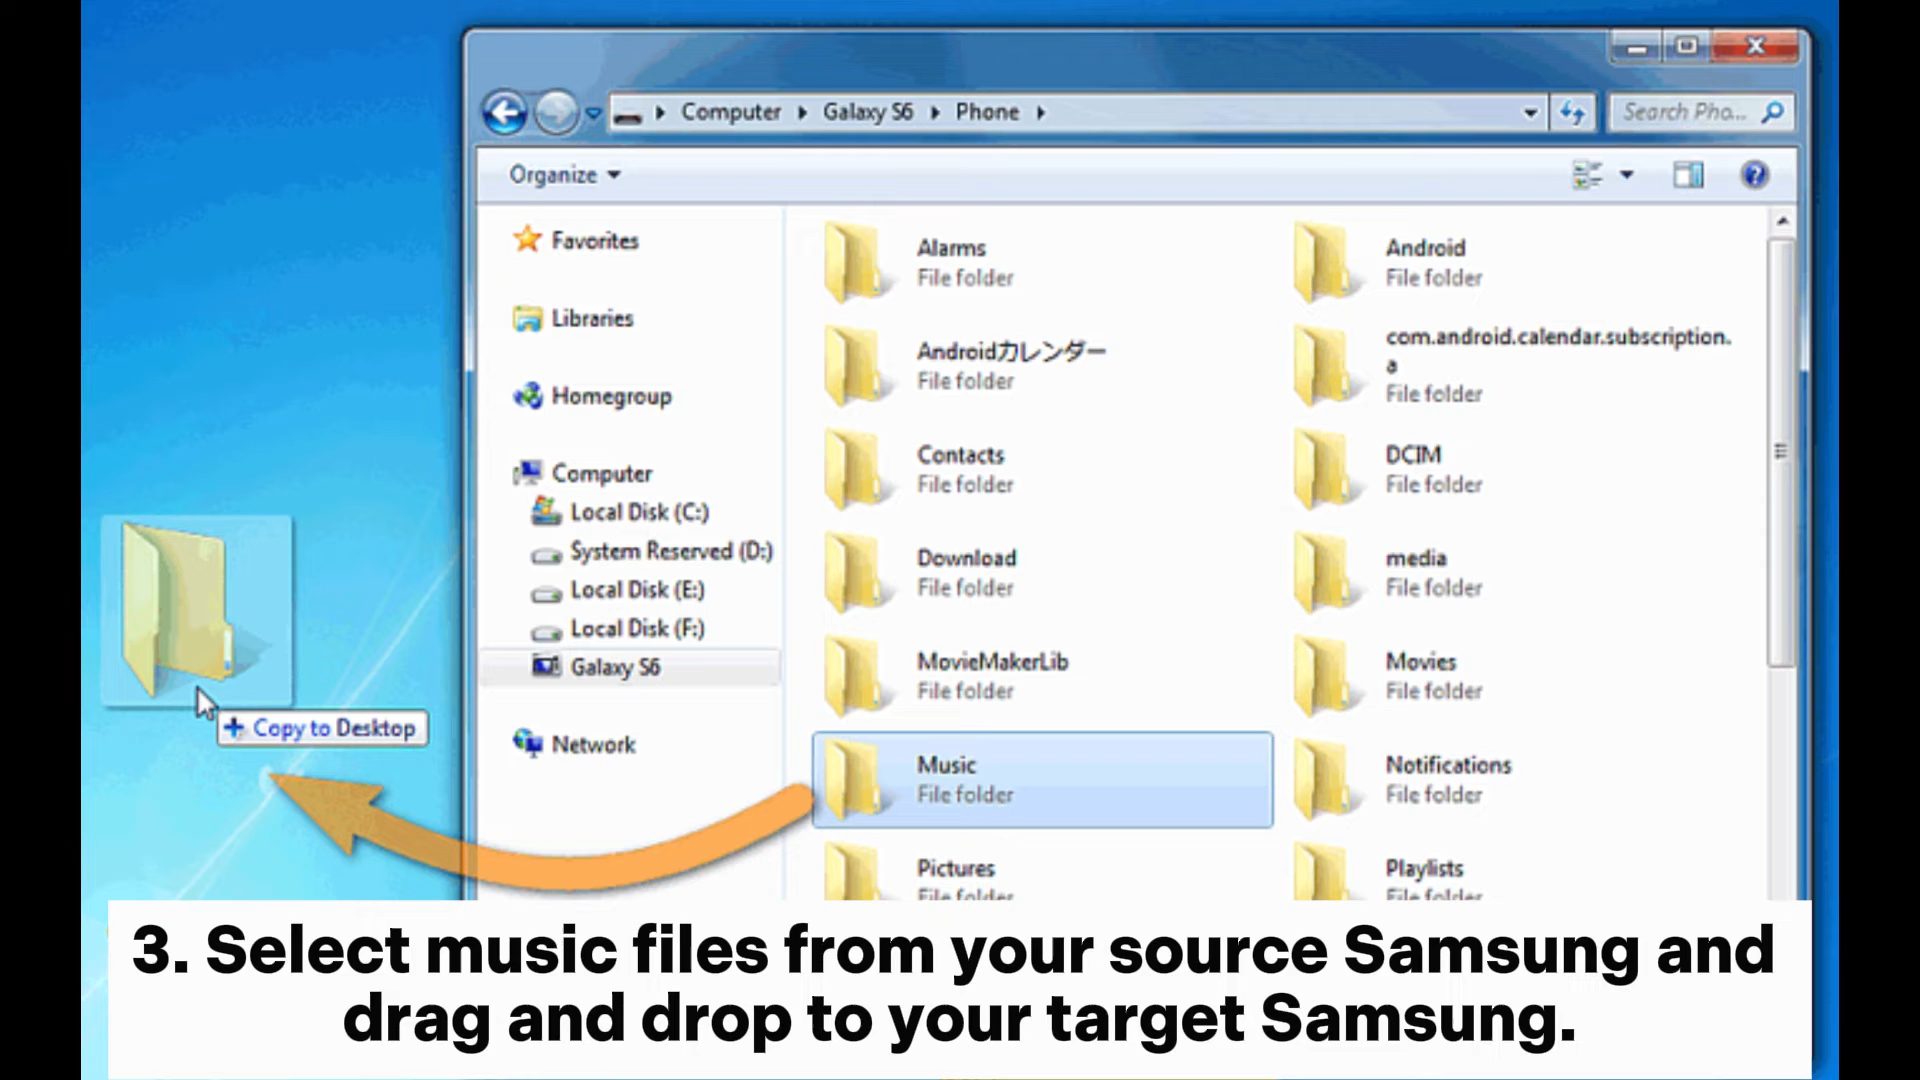 Computer
Galaxy S6
Phone
Search Pho...
Organize
Favorites
Libraries
Homegroup
Computer
Local Disk (C:)
System Reserved (D:)
Local Disk (E:)
Local Disk (F:)
Galaxy S6
Network
Alarms
File folder
Android
File folder
Androidカレンダー
File folder
com.android.calendar.subscription.
a
File folder
Contacts
File folder
DCIM
File folder
Download
File folder
media
File folder
MovieMakerLib
File folder
Movies
File folder
Music
File folder
Notifications
File folder
Pictures
File folder
Playlists
File folder
+ Copy to Desktop
3. Select music files from your source Samsung and
drag and drop to your target Samsung.